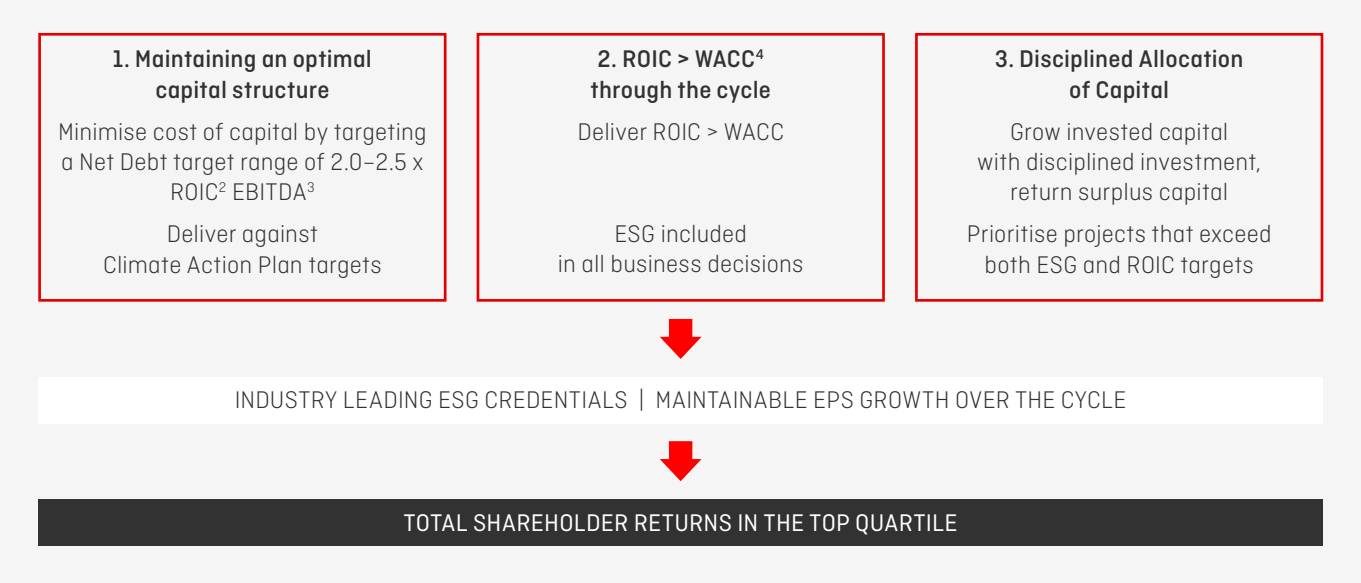 1. Maintaining an optimal
capital structure
Minimise cost of capital by targeting
a Net Debt target range of 2.0–2.5 x
ROIC² EBITDA³
Deliver against
Climate Action Plan targets
2. ROIC > WACC⁴
through the cycle
Deliver ROIC > WACC
ESG included
in all business decisions
3. Disciplined Allocation
of Capital
Grow invested capital
with disciplined investment,
return surplus capital
Prioritise projects that exceed
both ESG and ROIC targets
INDUSTRY LEADING ESG CREDENTIALS | MAINTAINABLE EPS GROWTH OVER THE CYCLE
TOTAL SHAREHOLDER RETURNS IN THE TOP QUARTILE